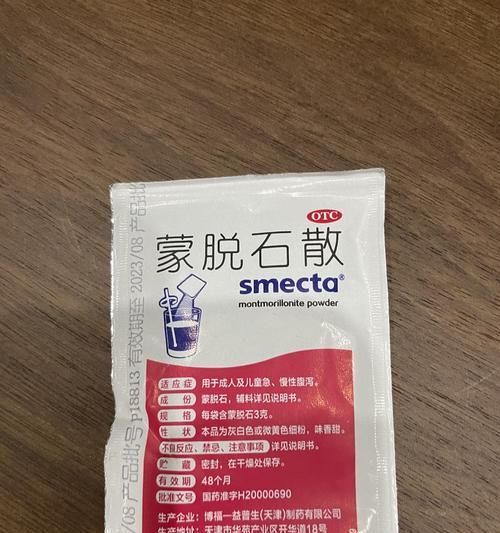 OTC
蒙脱石散
smecta®
montmorillonite powder
适应症 用于成人及儿童急、慢性腹泻。
成份 蒙脱石，辅料详见说明书。
规格 每袋含蒙脱石3克。
性状 本品为灰白色或微黄色细粉，味香甜。
不良反应、禁忌、注意事项 详见说明书。
贮藏 密封，在干燥处保存。
有效期 48个月
批准文号 国药准字H20000690
生产企业：博福－益普生(天津)制药有限公司
生产地址：天津市华苑产业区开华道18号
/08 产品批号 p18813 有效期至 2023/08 产品批